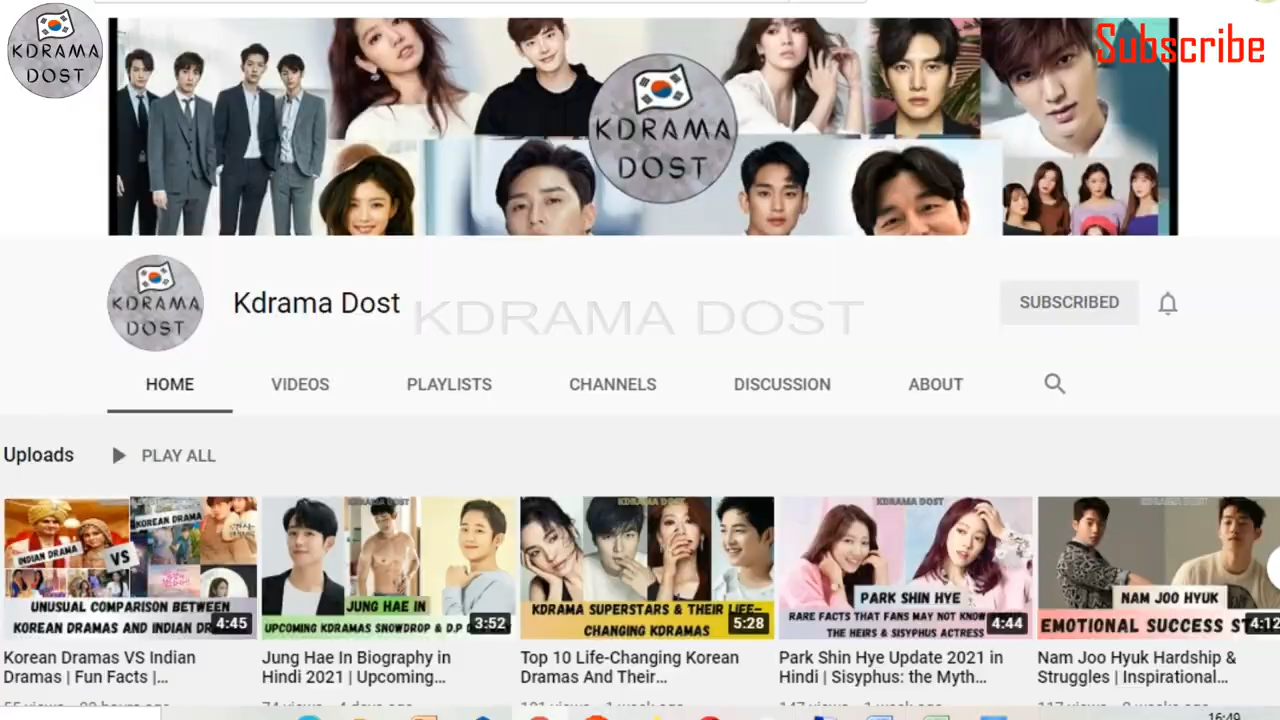 KDRAMA
DOST
Subscribe
KDRAMA
DOST
KDRAMA
DOST
Kdrama Dost
KDRAMA DOST
SUBSCRIBED
HOME
VIDEOS
PLAYLISTS
CHANNELS
DISCUSSION
ABOUT
Uploads
PLAY ALL
KOREAN DRAMA
INDIAN DRAMA
VS
UNUSUAL COMPARISON BETWEEN
KOREAN DRAMAS AND INDIAN
4:45
Korean Dramas VS Indian
Dramas | Fun Facts |...
KDRAMA DOST
JUNG HAE IN
UPCOMING KDRAMAS SNOWDROP & D.P
3:52
Jung Hae In Biography in
Hindi 2021 | Upcoming...
KDRAMA DOST
KDRAMA SUPERSTARS & THEIR LIFE-
CHANGING KDRAMAS
5:28
Top 10 Life-Changing Korean
Dramas And Their...
KDRAMA DOST
PARK SHIN HYE
RARE FACTS THAT FANS MAY NOT KNOW
THE HEIRS & SISYPHUS ACTRESS
4:44
Park Shin Hye Update 2021 in
Hindi | Sisyphus: the Myth...
KDRAMA DOST
NAM JOO HYUK
EMOTIONAL SUCCESS
4:12
Nam Joo Hyuk Hardship &
Struggles | Inspirational...
16:49